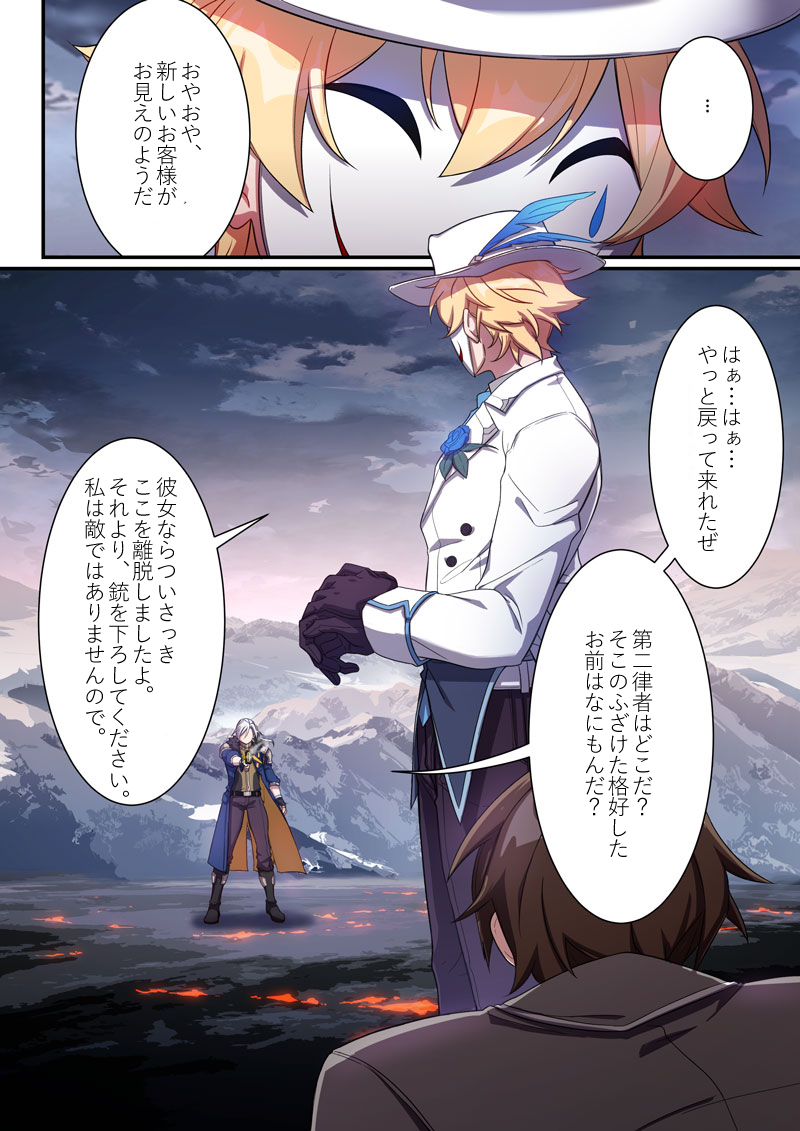 …
おやおや、
新しいお客様が
お見えのようだ
はぁ…はぁ…
やっと戻って来れたぜ
第二律者はどこだ？
そこのふざけた格好した
お前はなにもんだ？
彼女ならついさっき
ここを離脱しましたよ。
それより、銃を下ろしてください。
私は敵ではありませんので。